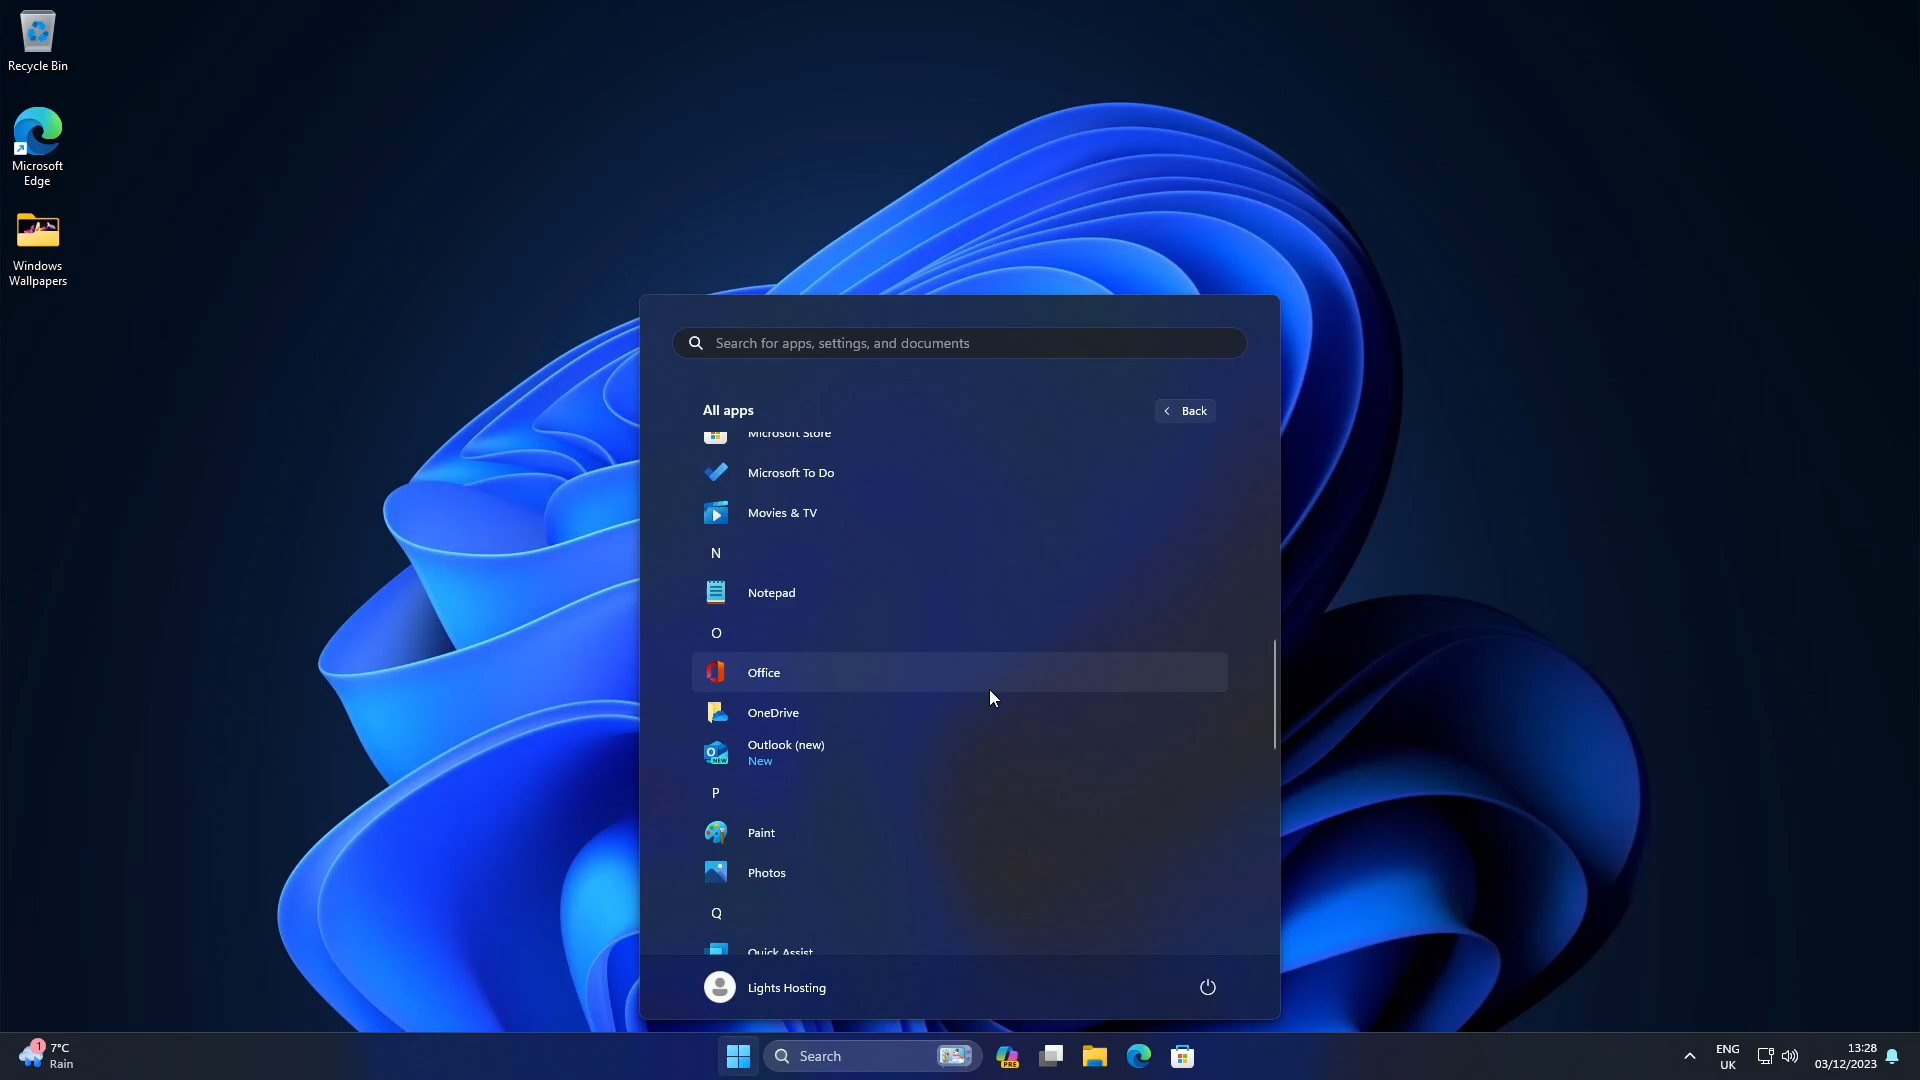 Recycle Bin
Microsoft
Edge
Windows
Wallpapers
Search for apps, settings, and documents
All apps
Back
Microsoft Store
Microsoft To Do
Movies & TV
N
Notepad
O
Office
OneDrive
Outlook (new)
New
P
Paint
Photos
Q
Quick Assist
Lights Hosting
1
7°C
Rain
Search
PRE
ENG
UK
13:28
03/12/2023